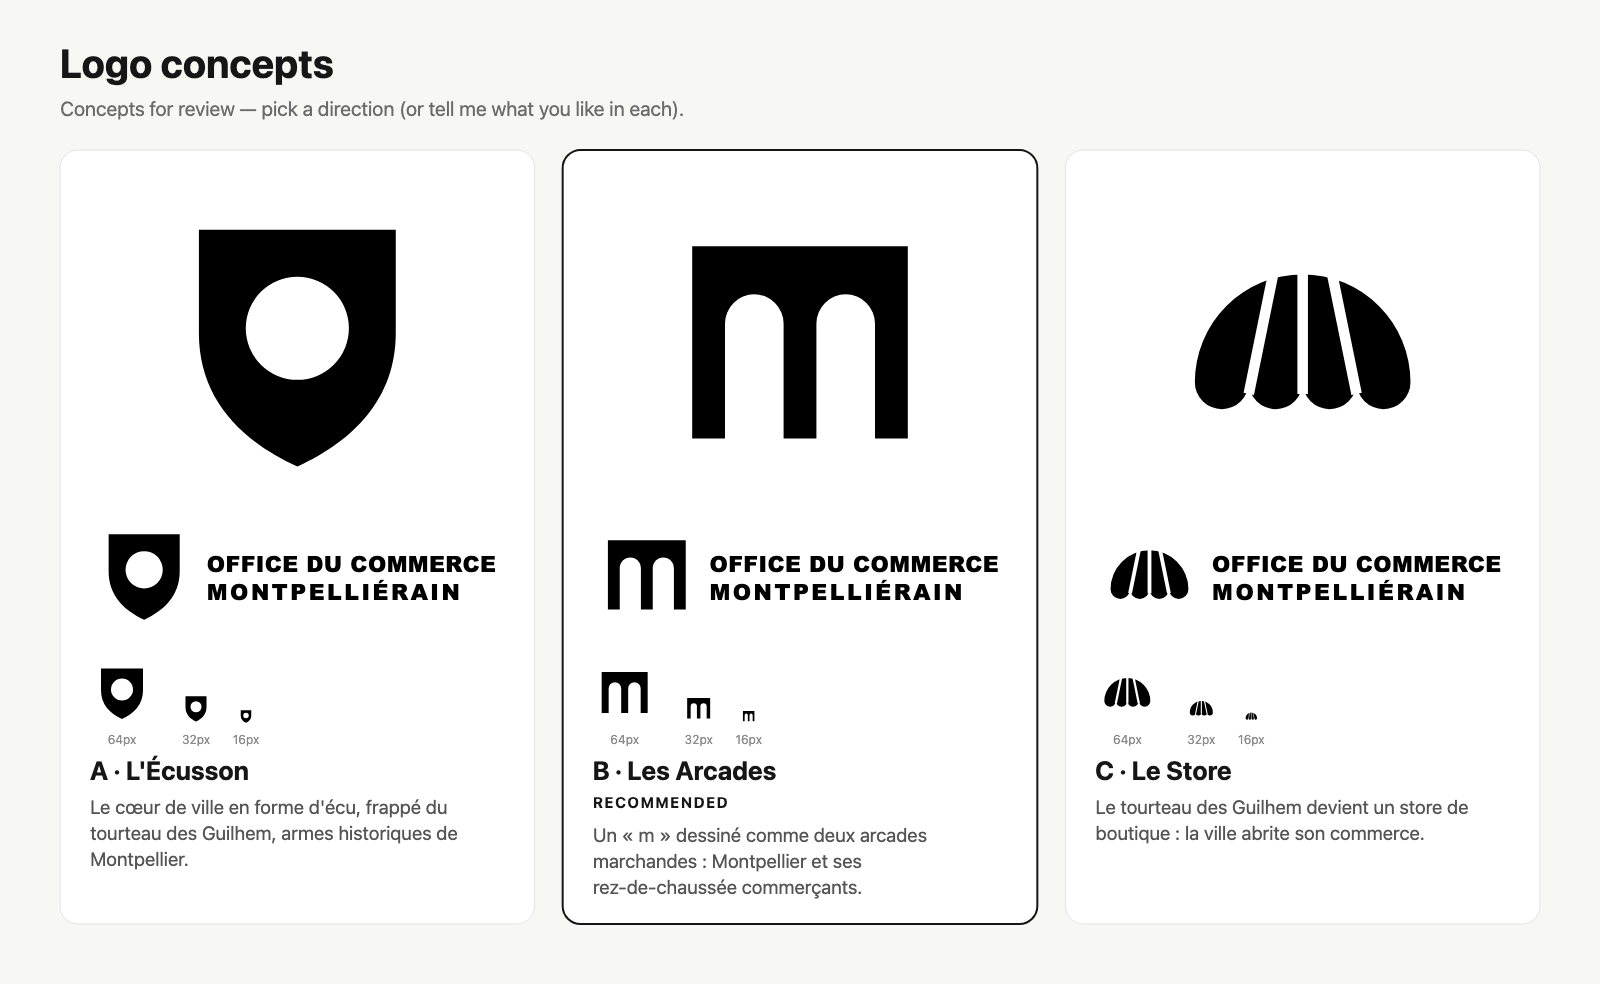 Logo concepts
Concepts for review — pick a direction (or tell me what you like in each).
OFFICE DU COMMERCE
MONTPELLIÉRAIN
64px 32px 16px
A · L'Écusson
Le cœur de ville en forme d'écu, frappé du
tourteau des Guilhem, armes historiques de
Montpellier.
m
OFFICE DU COMMERCE
MONTPELLIÉRAIN
64px 32px 16px
B · Les Arcades
RECOMMENDED
Un « m » dessiné comme deux arcades
marchandes : Montpellier et ses
rez-de-chaussée commerçants.
OFFICE DU COMMERCE
MONTPELLIÉRAIN
64px 32px 16px
C · Le Store
Le tourteau des Guilhem devient un store de
boutique : la ville abrite son commerce.